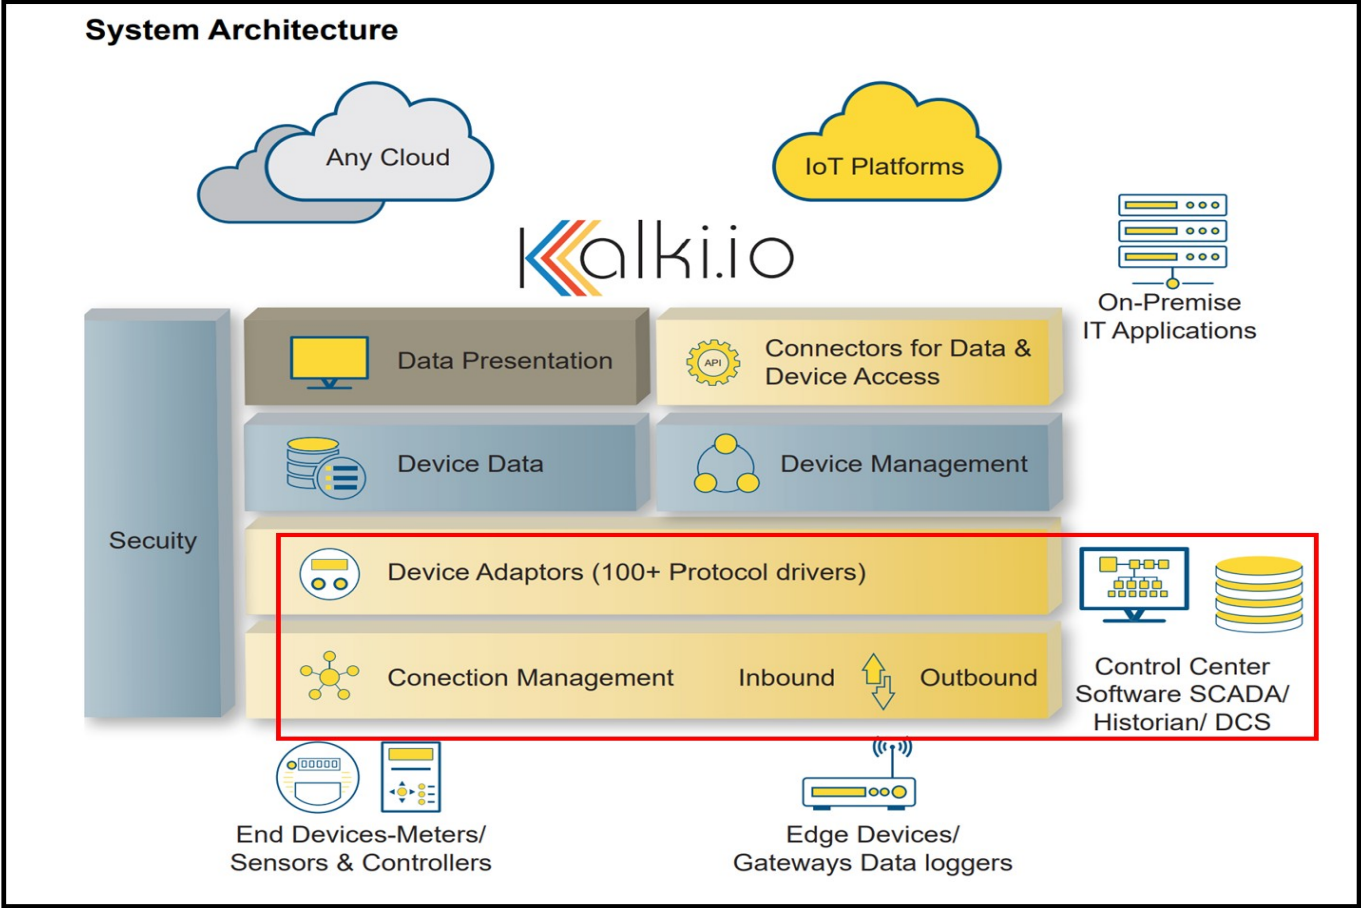 System Architecture
Any Cloud
IoT Platforms
Kalki.io
On-Premise
IT Applications
Data Presentation
API
Connectors for Data &
Device Access
Device Data
Device Management
Secuity
Device Adaptors (100+ Protocol drivers)
Conection Management
Inbound
Outbound
Control Center
Software SCADA/
Historian/ DCS
End Devices-Meters/
Sensors & Controllers
Edge Devices/
Gateways Data loggers